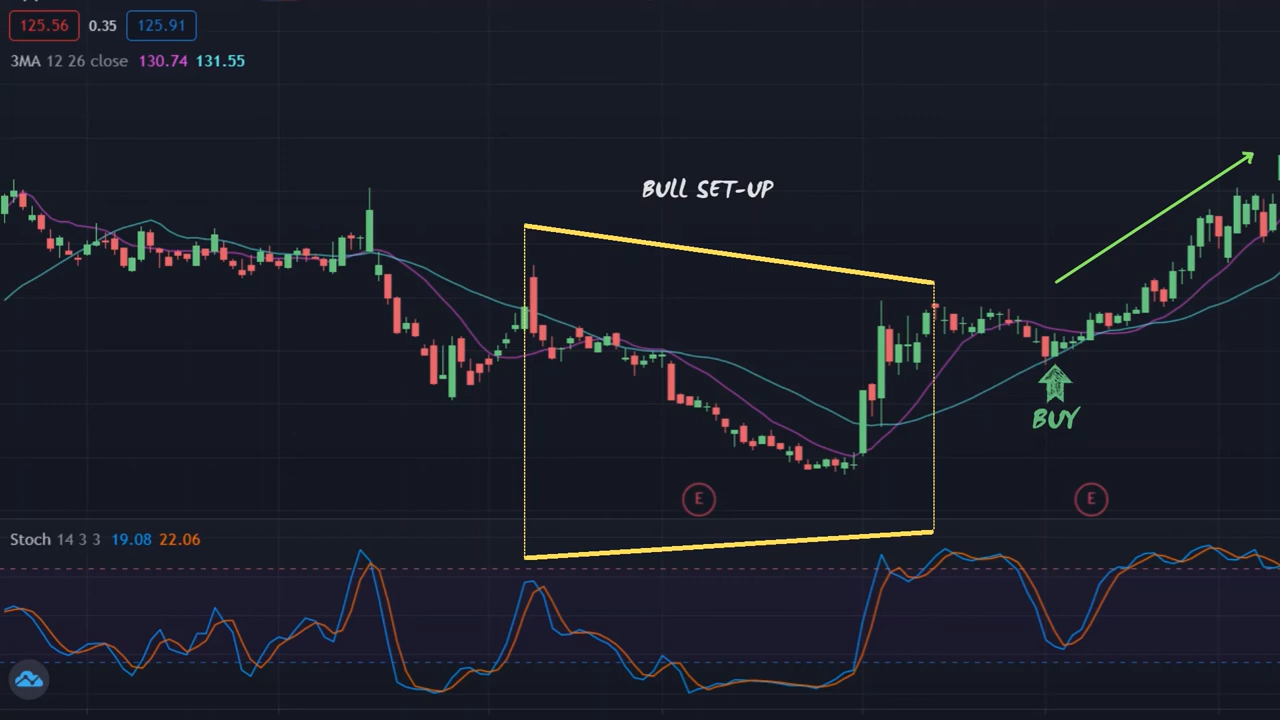 125.56 0.35 125.91
3MA 12 26 close 130.74 131.55
BULL SET-UP
BUY
E E
Stoch 14 3 3 19.08 22.06